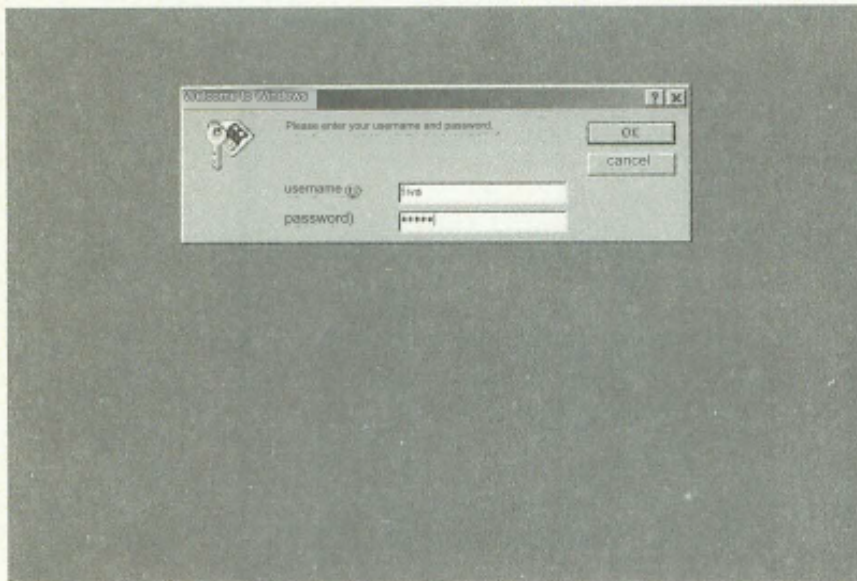 Welcome to Windows
Please enter your username and password.
OK
cancel
username (U)
password)
*****